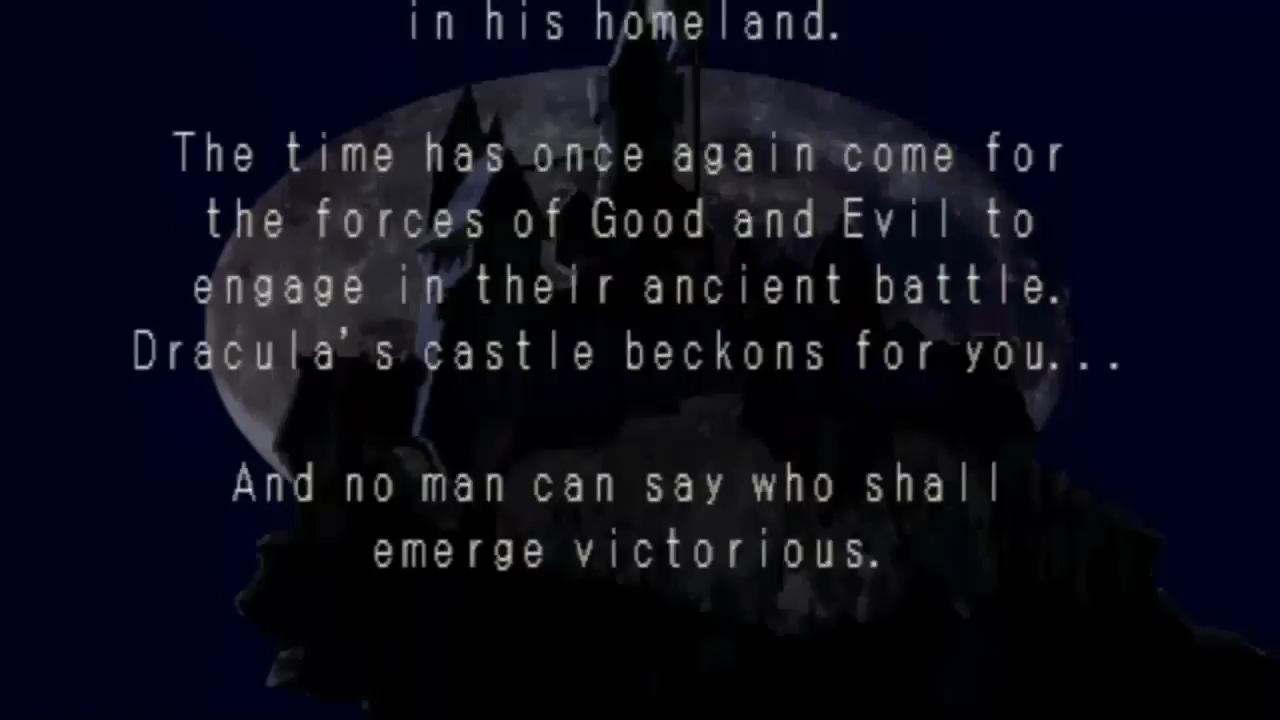 in his homeland.
The time has once again come for
the forces of Good and Evil to
engage in their ancient battle.
Dracula's castle beckons for you...
And no man can say who shall
emerge victorious.